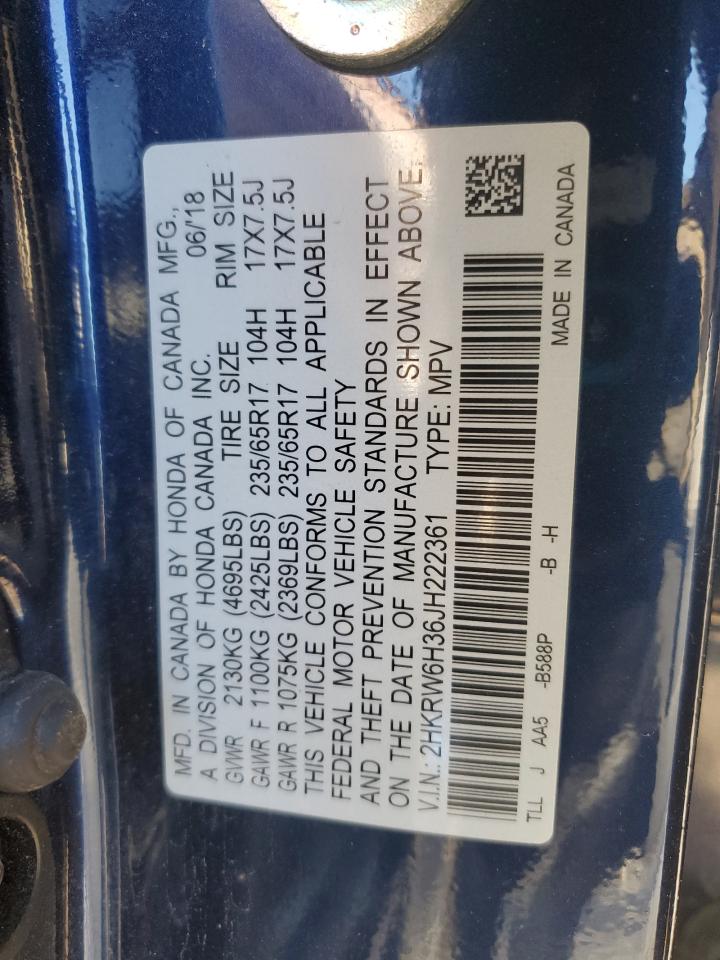 MFD. IN CANADA BY HONDA OF CANADA MFG.,
A DIVISION OF HONDA CANADA INC. 06/'18
GVWR 2130KG (4695LBS) TIRE SIZE RIM SIZE
GAWR F 1100KG (2425LBS) 235/65R17 104H 17X7.5J
GAWR R 1075KG (2369LBS) 235/65R17 104H 17X7.5J
THIS VEHICLE CONFORMS TO ALL APPLICABLE
FEDERAL MOTOR VEHICLE SAFETY
AND THEFT PREVENTION STANDARDS IN EFFECT
ON THE DATE OF MANUFACTURE SHOWN ABOVE.
V.I.N.: 2HKRW6H36JH222361 TYPE: MPV
TLL J AA5 -B588P -B -H
MADE IN CANADA